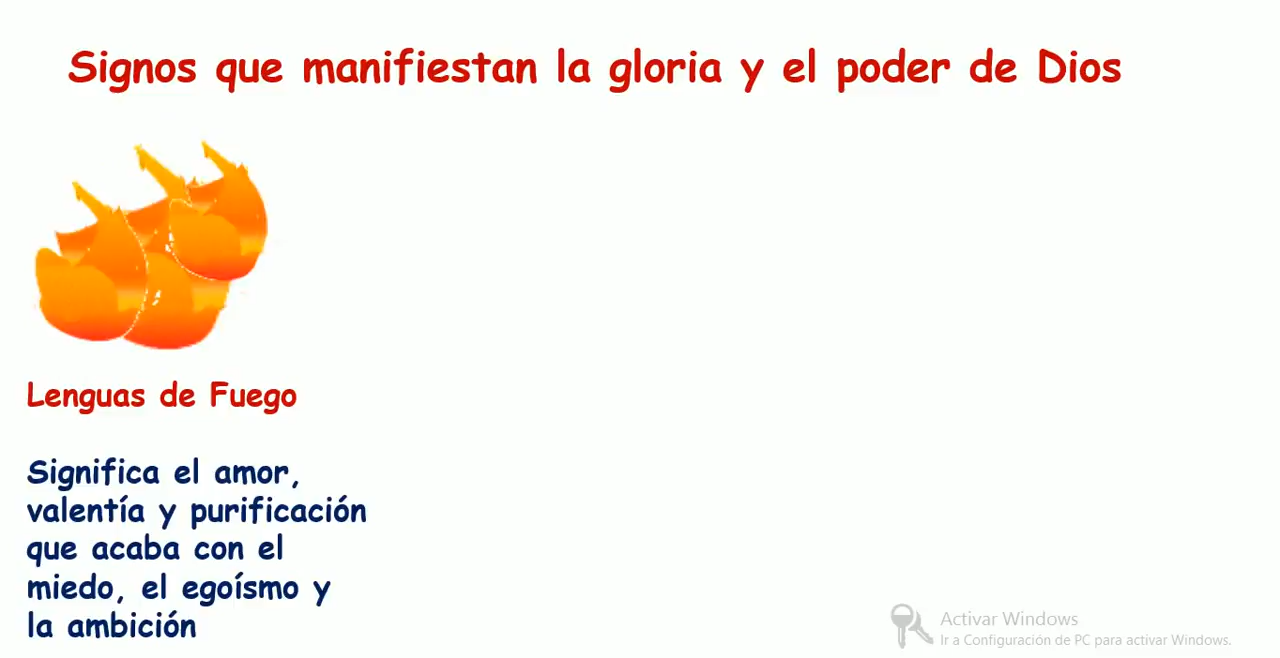 Signos que manifiestan la gloria y el poder de Dios
Lenguas de Fuego
Significa el amor,
valentía y purificación
que acaba con el
miedo, el egoísmo y
la ambición
Activar Windows
Ir a Configuración de PC para activar Windows.